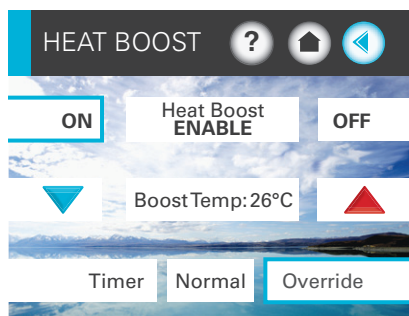 HEAT BOOST ?
ON Heat Boost ENABLE OFF
Boost Temp: 26°C
Timer Normal Override